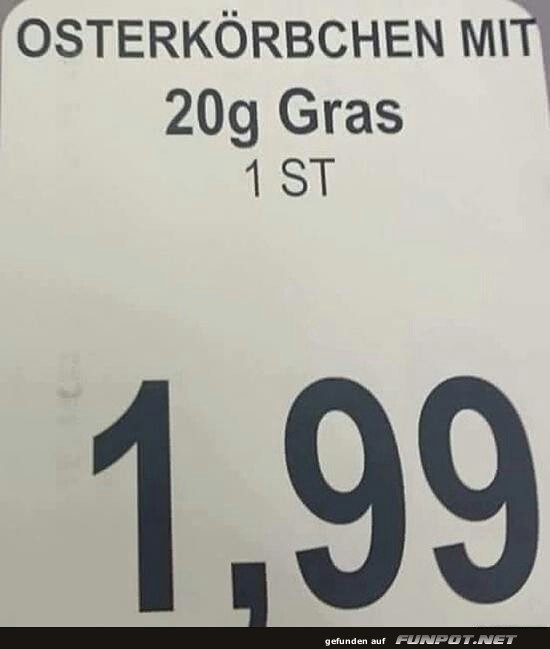 OSTERKÖRBCHEN MIT
20g Gras
1 ST
1,99
gefunden auf FUNPOT.NET